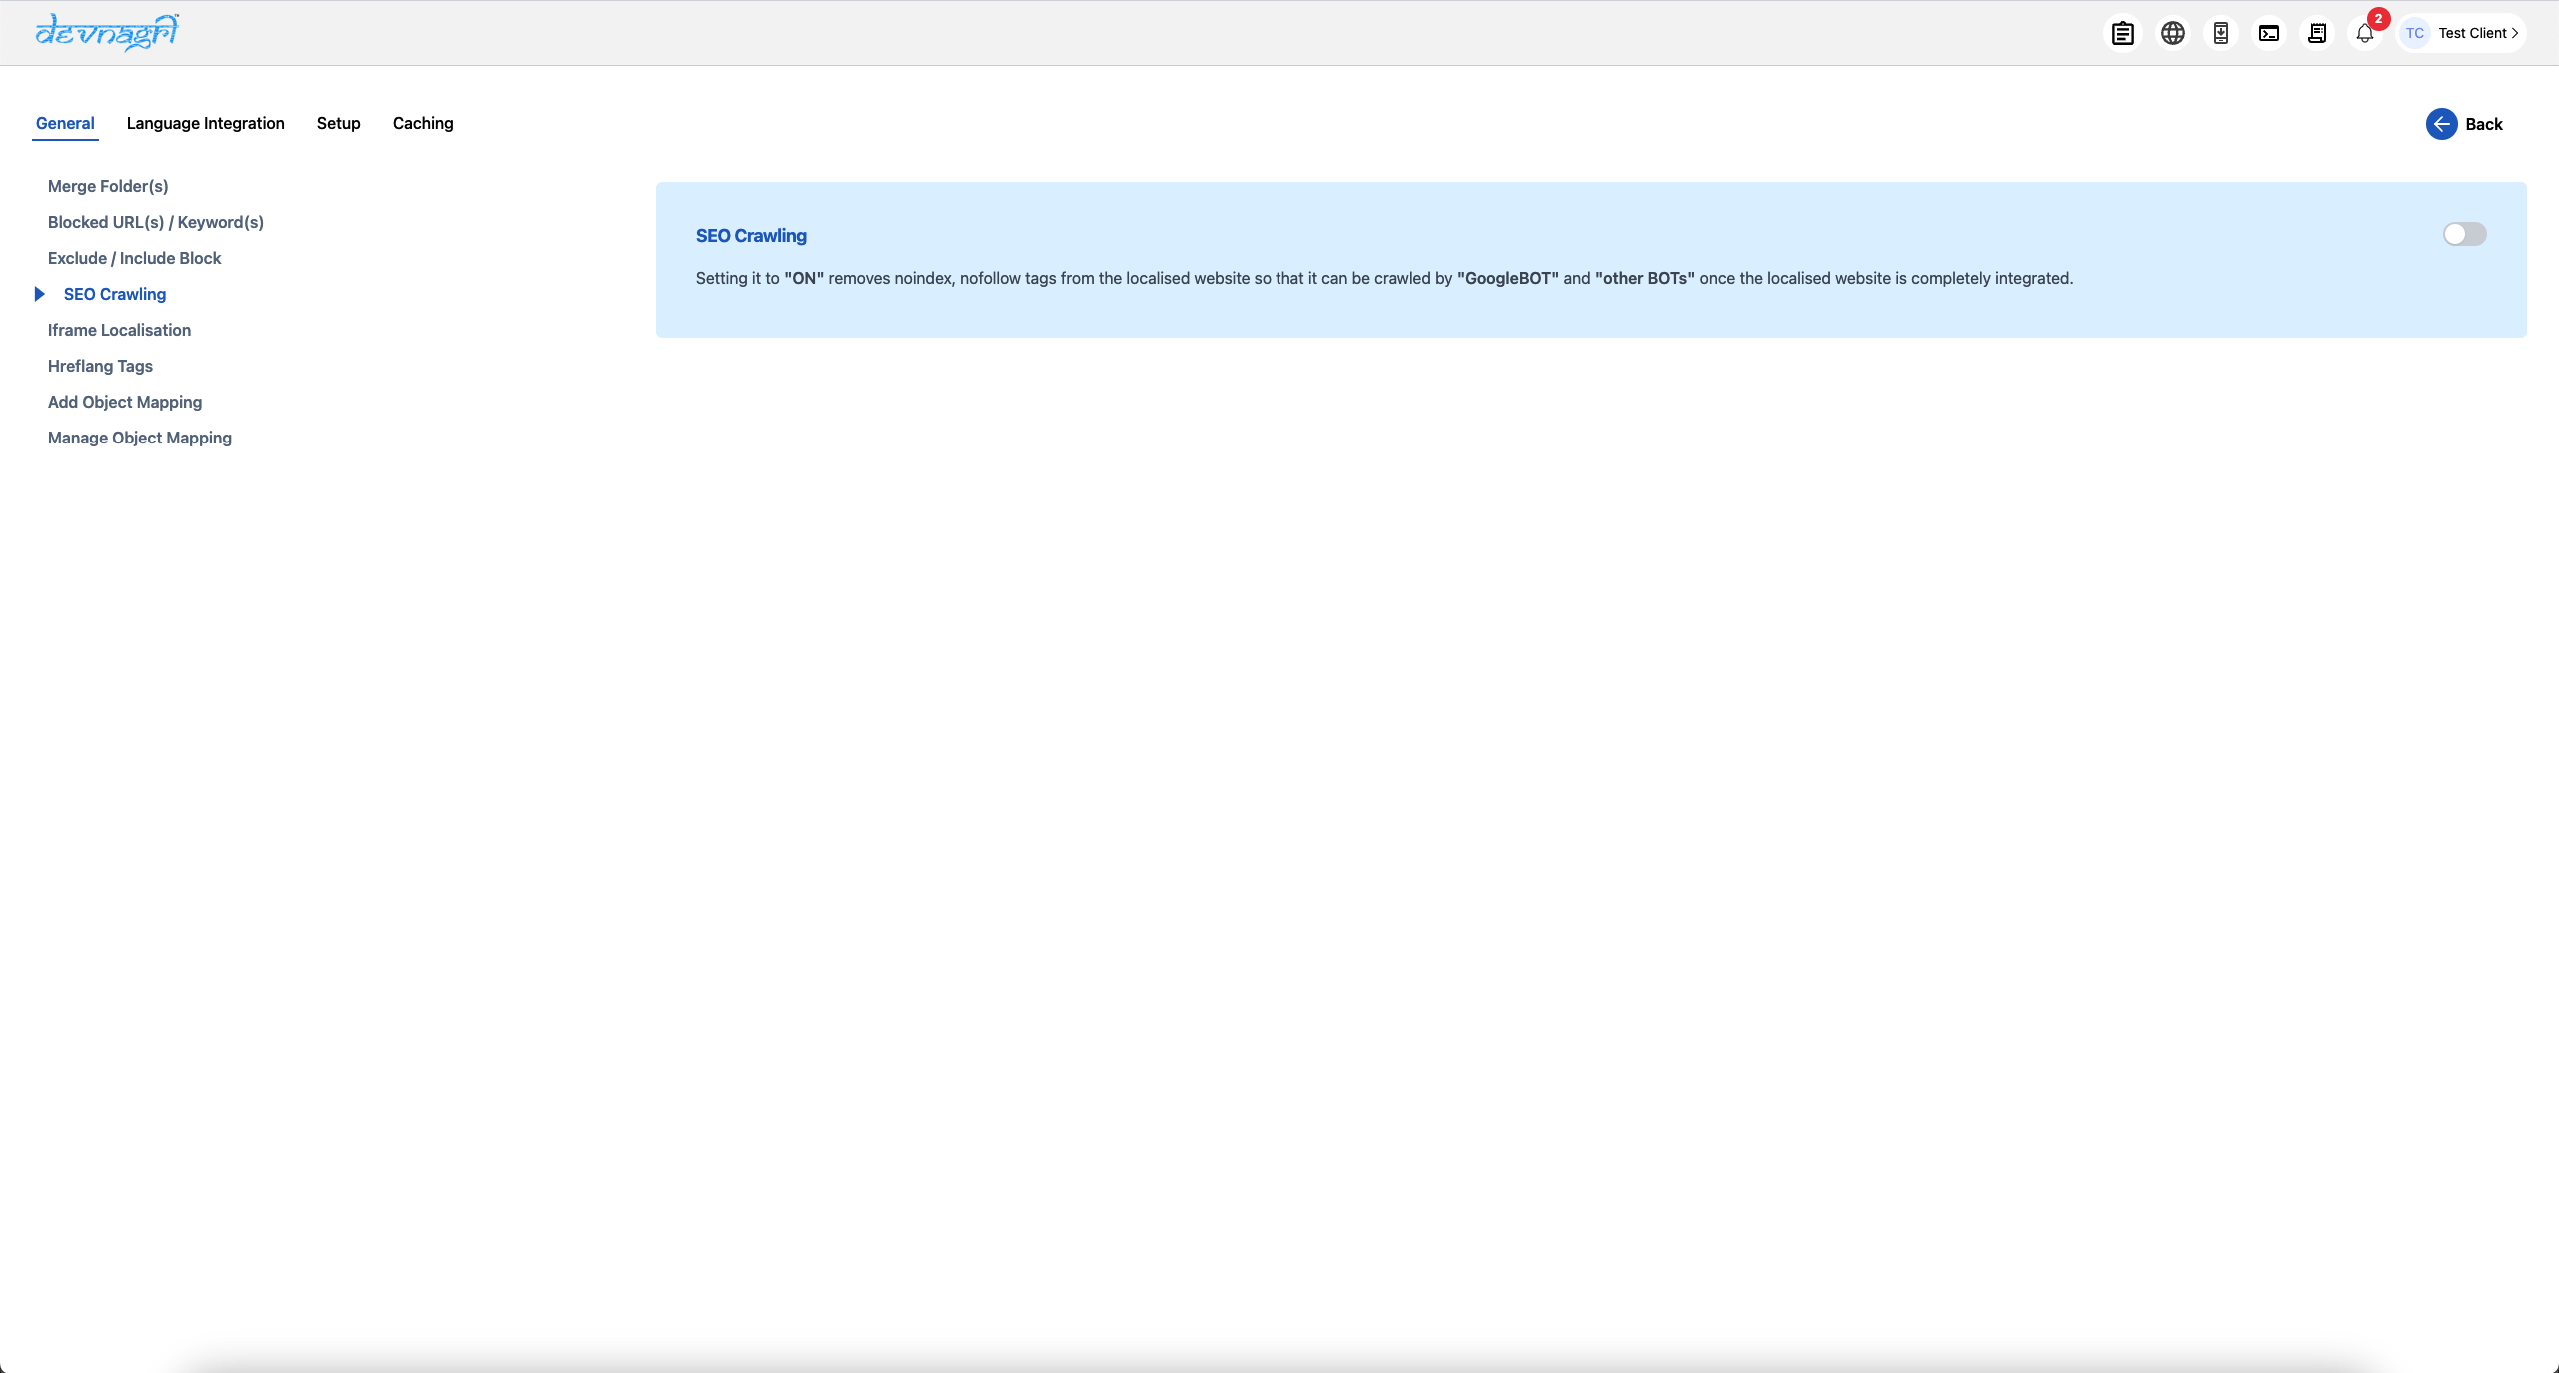 devnagri™
2
TC Test Client
General Language Integration Setup Caching
Back
Merge Folder(s)
Blocked URL(s) / Keyword(s)
Exclude / Include Block
SEO Crawling
Iframe Localisation
Hreflang Tags
Add Object Mapping
Manage Object Mapping
SEO Crawling
Setting it to "ON" removes noindex, nofollow tags from the localised website so that it can be crawled by "GoogleBOT" and "other BOTs" once the localised website is completely integrated.